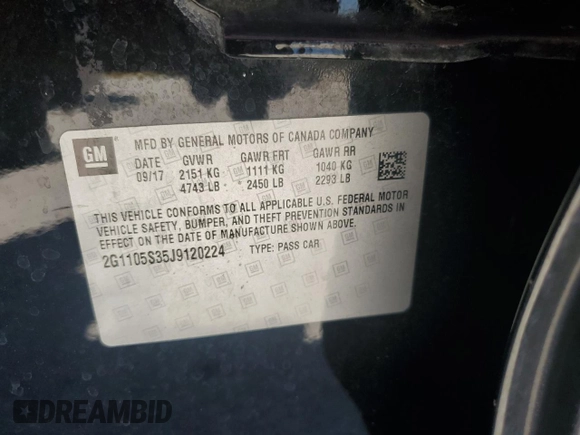 GM
MFD BY GENERAL MOTORS OF CANADA COMPANY
DATE GVWR GAWR FRT GAWR RR
09/17 2151 KG 1111 KG 1040 KG
4743 LB 2450 LB 2293 LB
THIS VEHICLE CONFORMS TO ALL APPLICABLE U.S. FEDERAL MOTOR
VEHICLE SAFETY, BUMPER, AND THEFT PREVENTION STANDARDS IN
EFFECT ON THE DATE OF MANUFACTURE SHOWN ABOVE.
2G1105S35J9120224 TYPE: PASS CAR
DREAMBID